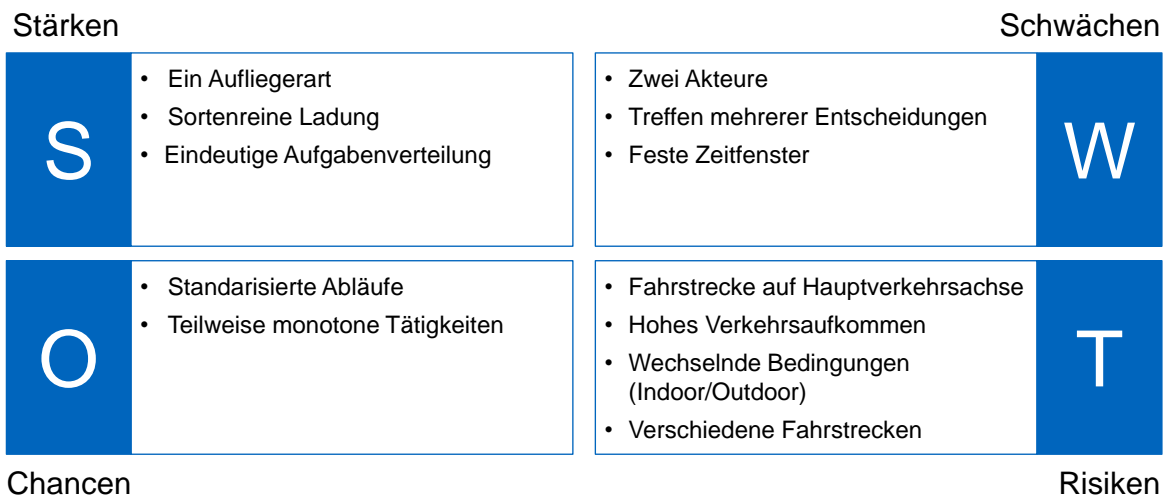 Stärken
Schwächen
S
• Ein Aufliegerart
• Sortenreine Ladung
• Eindeutige Aufgabenverteilung
• Zwei Akteure
• Treffen mehrerer Entscheidungen
• Feste Zeitfenster
W
O
• Standarisierte Abläufe
• Teilweise monotone Tätigkeiten
• Fahrstrecke auf Hauptverkehrsachse
• Hohes Verkehrsaufkommen
• Wechselnde Bedingungen
(Indoor/Outdoor)
• Verschiedene Fahrstrecken
T
Chancen
Risiken